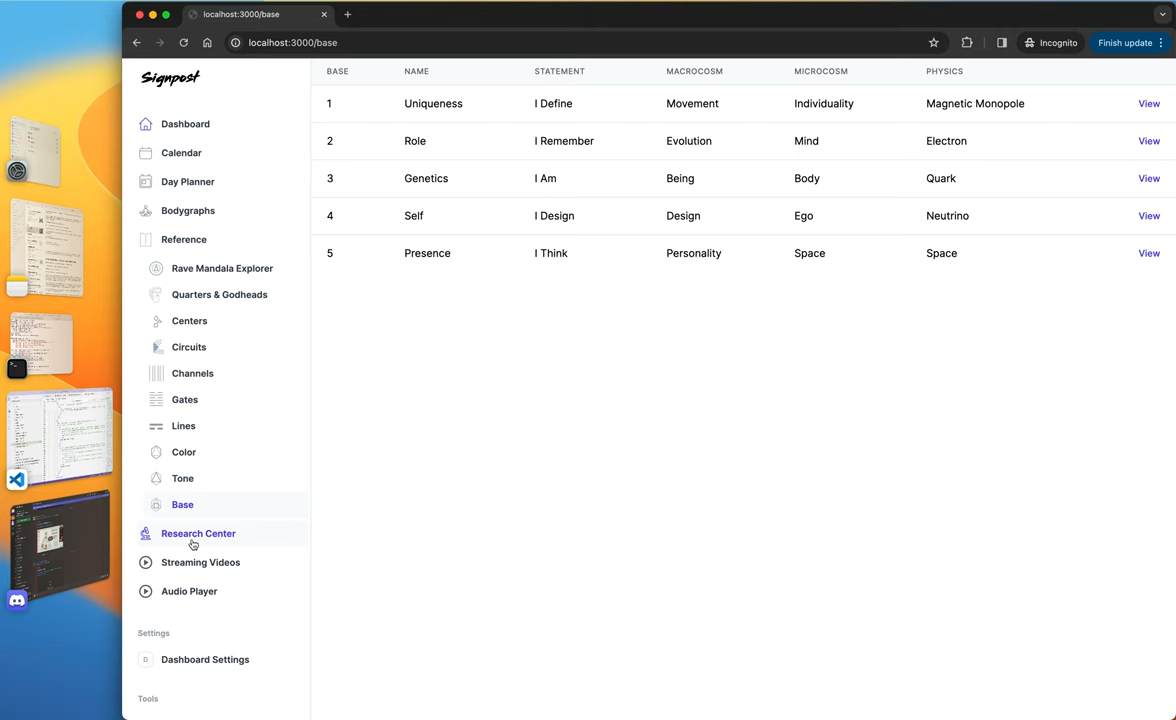 localhost:3000/base
localhost:3000/base
Incognito
Finish update
Signpost
Dashboard
Calendar
Day Planner
Bodygraphs
Reference
Rave Mandala Explorer
Quarters & Godheads
Centers
Circuits
Channels
Gates
Lines
Color
Tone
Base
Research Center
Streaming Videos
Audio Player
Settings
D Dashboard Settings
Tools
BASE NAME STATEMENT MACROCOSM MICROCOSM PHYSICS
1 Uniqueness I Define Movement Individuality Magnetic Monopole View
2 Role I Remember Evolution Mind Electron View
3 Genetics I Am Being Body Quark View
4 Self I Design Design Ego Neutrino View
5 Presence I Think Personality Space Space View